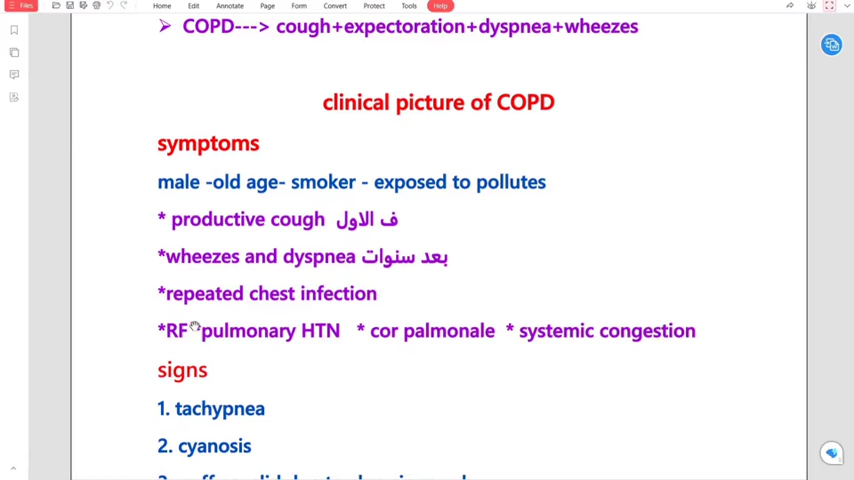 Files
Home Edit Annotate Page Form Convert Protect Tools Help
➢ COPD---> cough+expectoration+dyspnea+wheezes
clinical picture of COPD
symptoms
male -old age- smoker - exposed to pollutes
* productive cough ف الاول
*wheezes and dyspnea بعد سنوات
*repeated chest infection
*RF *pulmonary HTN * cor palmonale * systemic congestion
signs
1. tachypnea
2. cyanosis